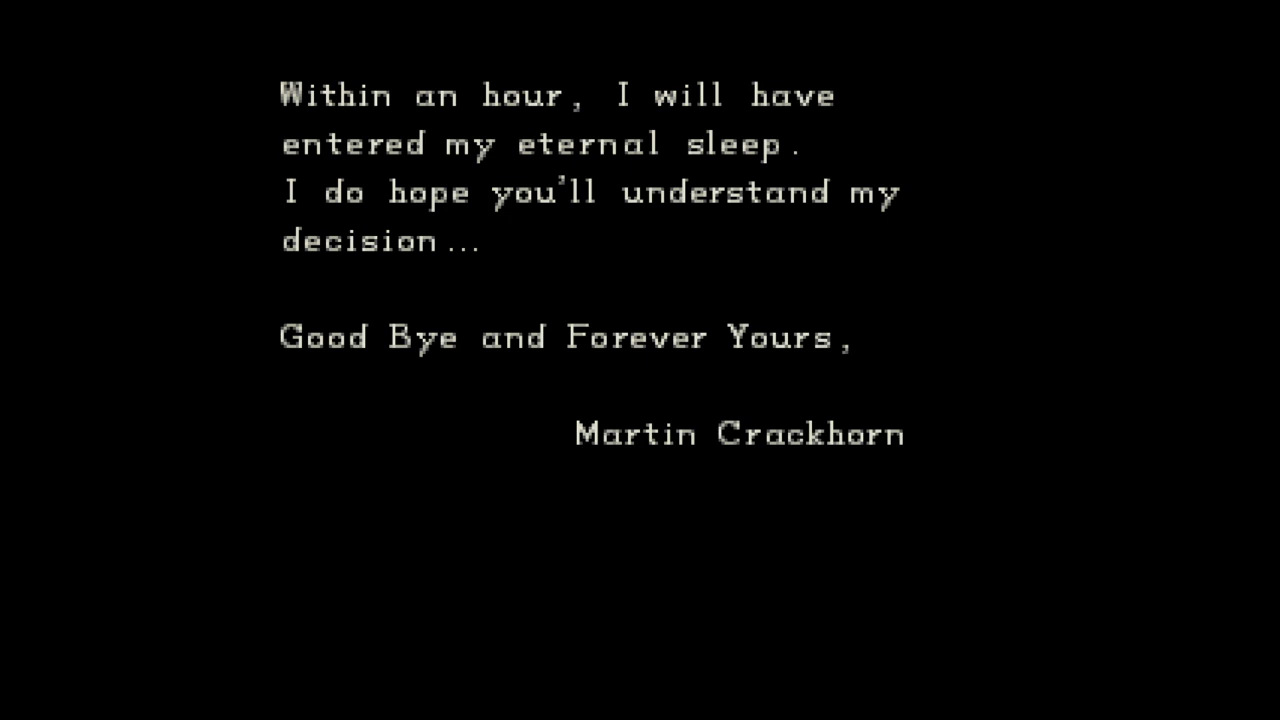 Within an hour, I will have
entered my eternal sleep.
I do hope you'll understand my
decision...
Good Bye and Forever Yours,
Martin Crackhorn